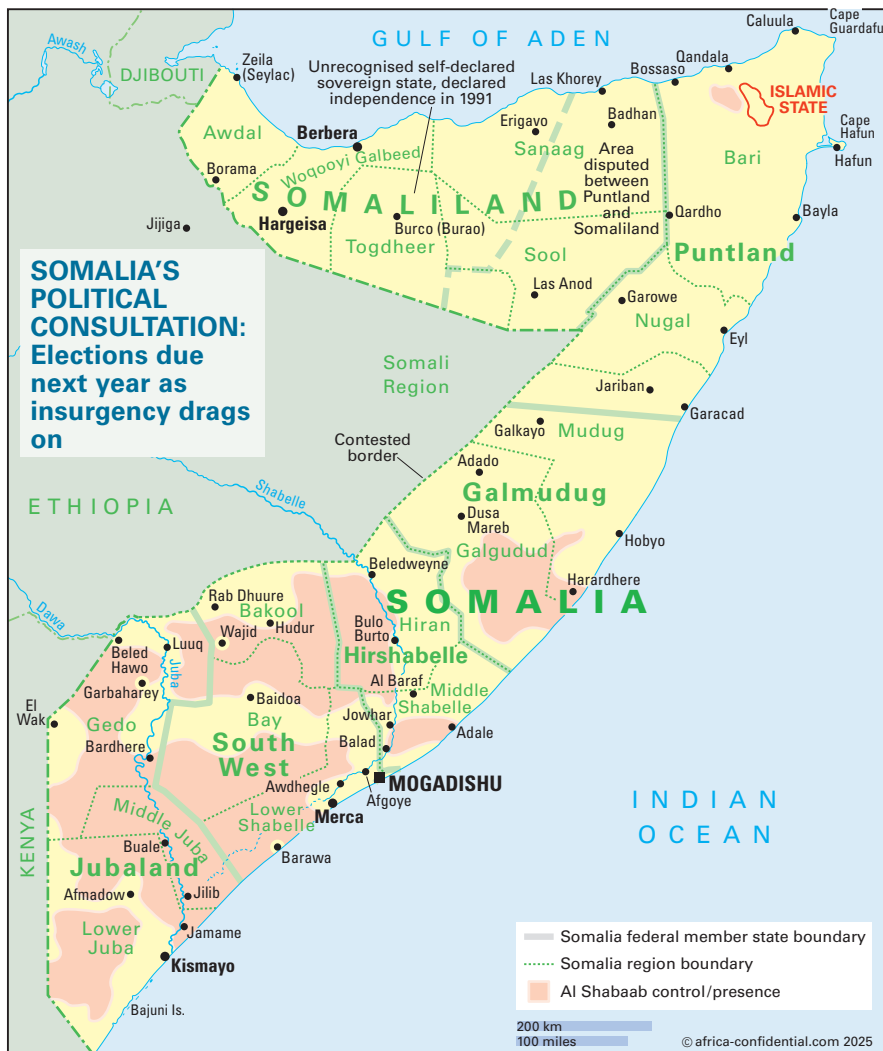 Awash
DJIBOUTI
Zeila
(Seylac)
GULF OF ADEN
Unrecognised self-declared
sovereign state, declared
independence in 1991
Caluula
Cape
Guardafu
Qandala
Bossaso
Las Khorey
ISLAMIC
STATE
Awdal
Berbera
Erigavo
Badhan
Sanaag
Cape
Hafun
Hafun
Bari
Borama
Woqooyi Galbeed
Area
disputed
between
Puntland
and
Somaliland
SOMALILAND
Hargeisa
Burco (Burao)
Qardho
Bayla
Jijiga
Togdheer
Sool
Puntland
Las Anod
Garowe
Nugal
Eyl
SOMALIA'S
POLITICAL
CONSULTATION:
Elections due
next year as
insurgency drags
on
Somali
Region
Jariban
Garacad
Galkayo
Mudug
Contested
border
Adado
Shabelle
Galmudug
ETHIOPIA
Dusa
Mareb
Galgudud
Hobyo
Beledweyne
Harardhere
SOMALIA
Dawa
Rab Dhuure
Bakool
Hudur
Wajid
Bulo
Burto
Hiran
Hirshabelle
Beled
Hawo
Luuq
Juba
Garbaharey
Al Baraf
Middle
Shabelle
El
Wak
Gedo
Baidoa
Bay
Jowhar
Adale
Bardhere
South
West
Balad
MOGADISHU
Awdhegle
Afgoye
Lower
Shabelle
Merca
INDIAN
OCEAN
KENYA
Middle Juba
Buale
Barawa
Jubaland
Afmadow
Jilib
Lower
Juba
Jamame
Kismayo
Bajuni Is.
Somalia federal member state boundary
Somalia region boundary
Al Shabaab control/presence
200 km
100 miles
© africa-confidential.com 2025